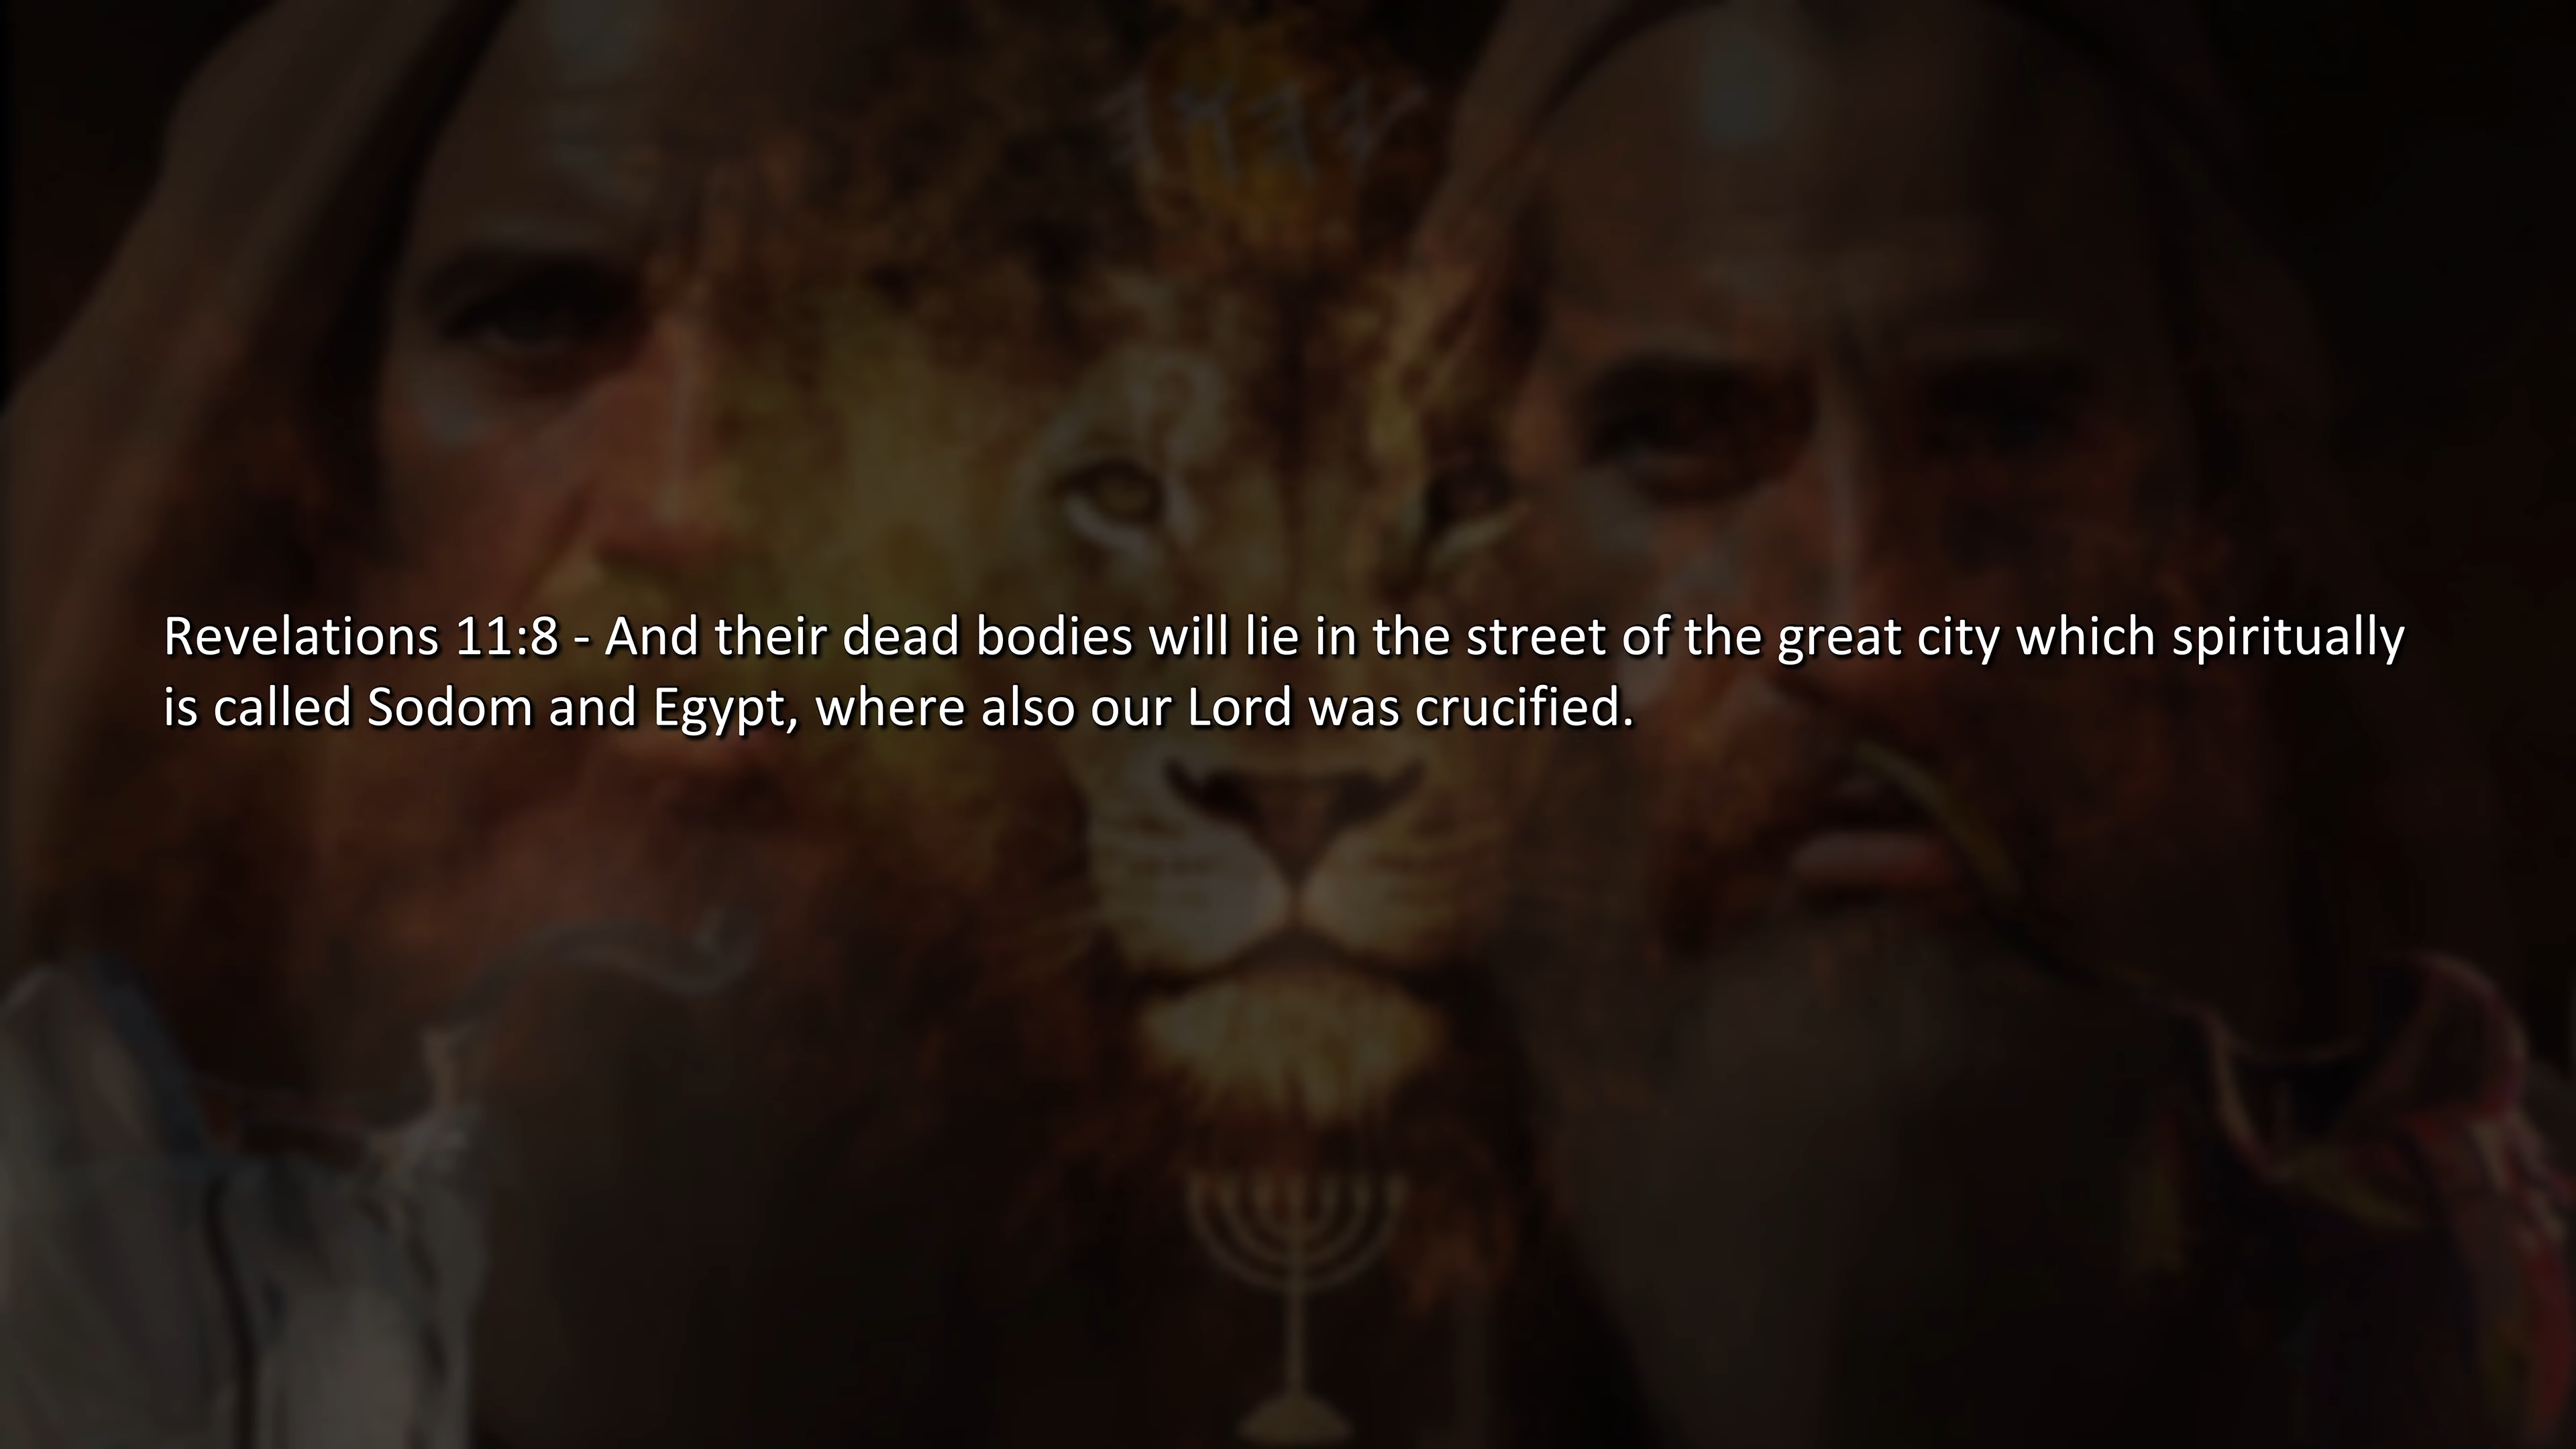 Revelations 11:8 - And their dead bodies will lie in the street of the great city which spiritually
is called Sodom and Egypt, where also our Lord was crucified.